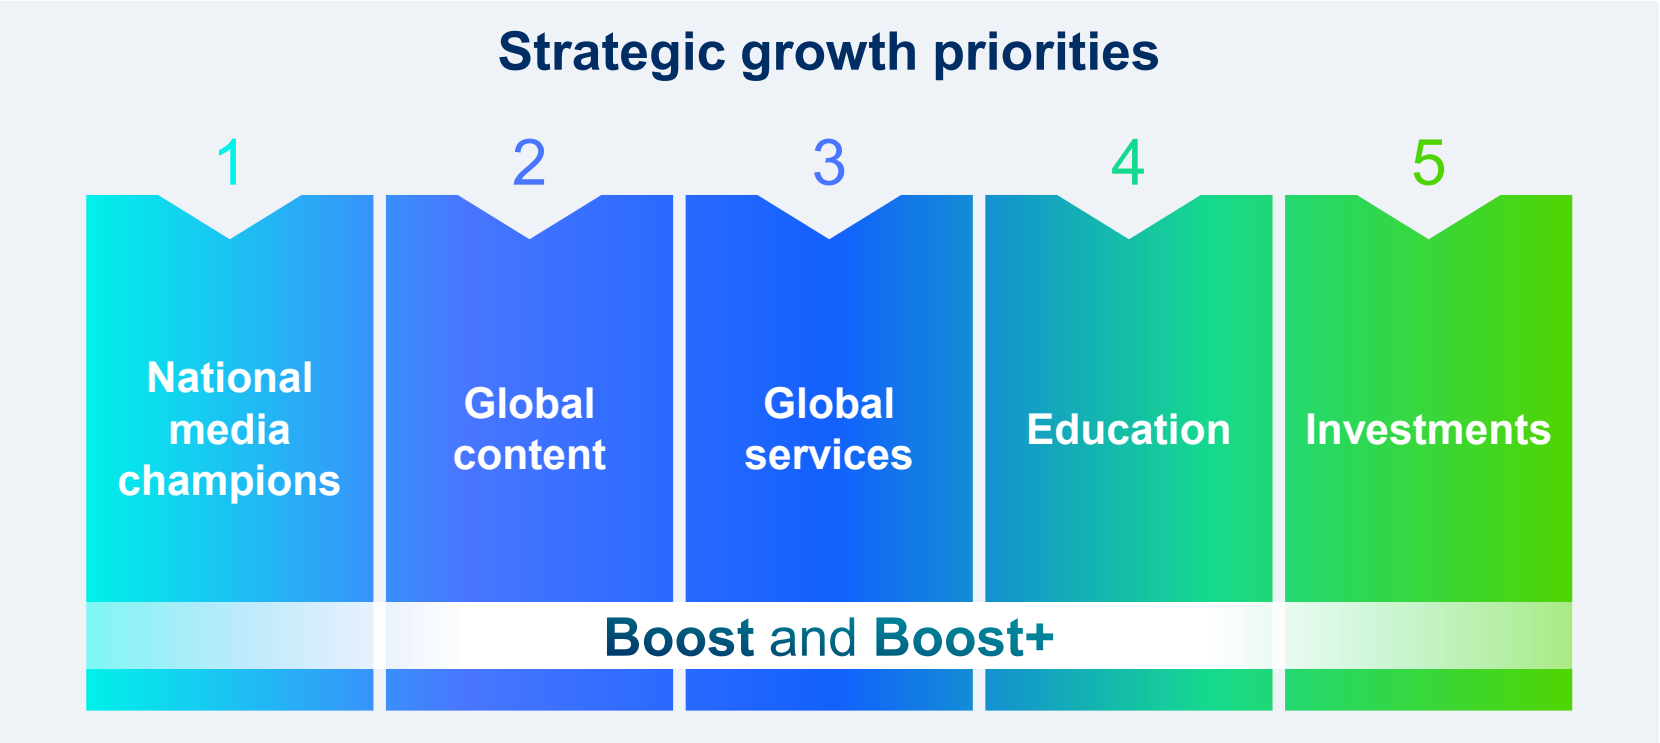 Strategic growth priorities
1
2
3
4
5
National
media
champions
Global
content
Global
services
Education
Investments
Boost and Boost+